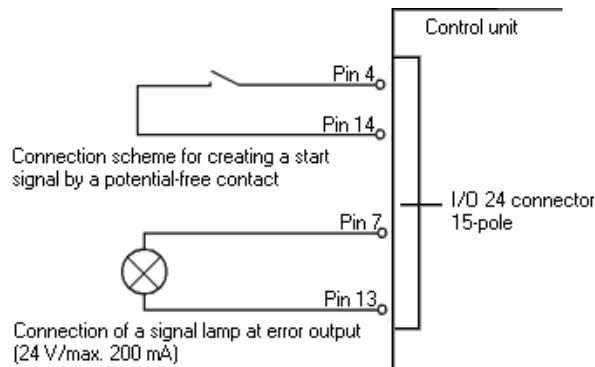 Control unit
Pin 4
Pin 14
Connection scheme for creating a start
signal by a potential-free contact
I/O 24 connector
15-pole
Pin 7
Pin 13
Connection of a signal lamp at error output
(24 V/max. 200 mA)